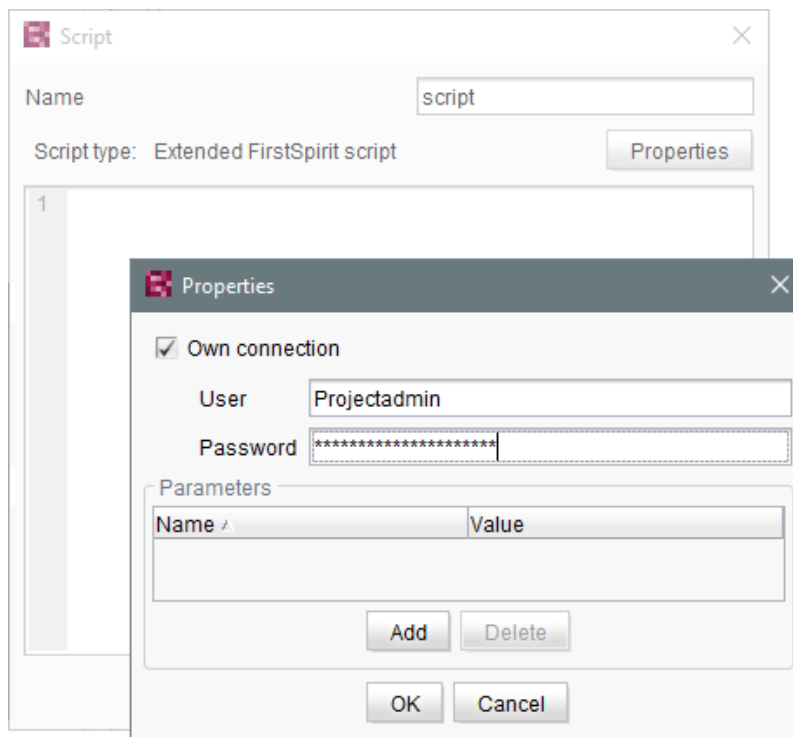 Script
Name script
Script type: Extended FirstSpirit script Properties
1
Properties
Own connection
User Projectadmin
Password *********************
Parameters
Name Value
Add Delete
OK Cancel